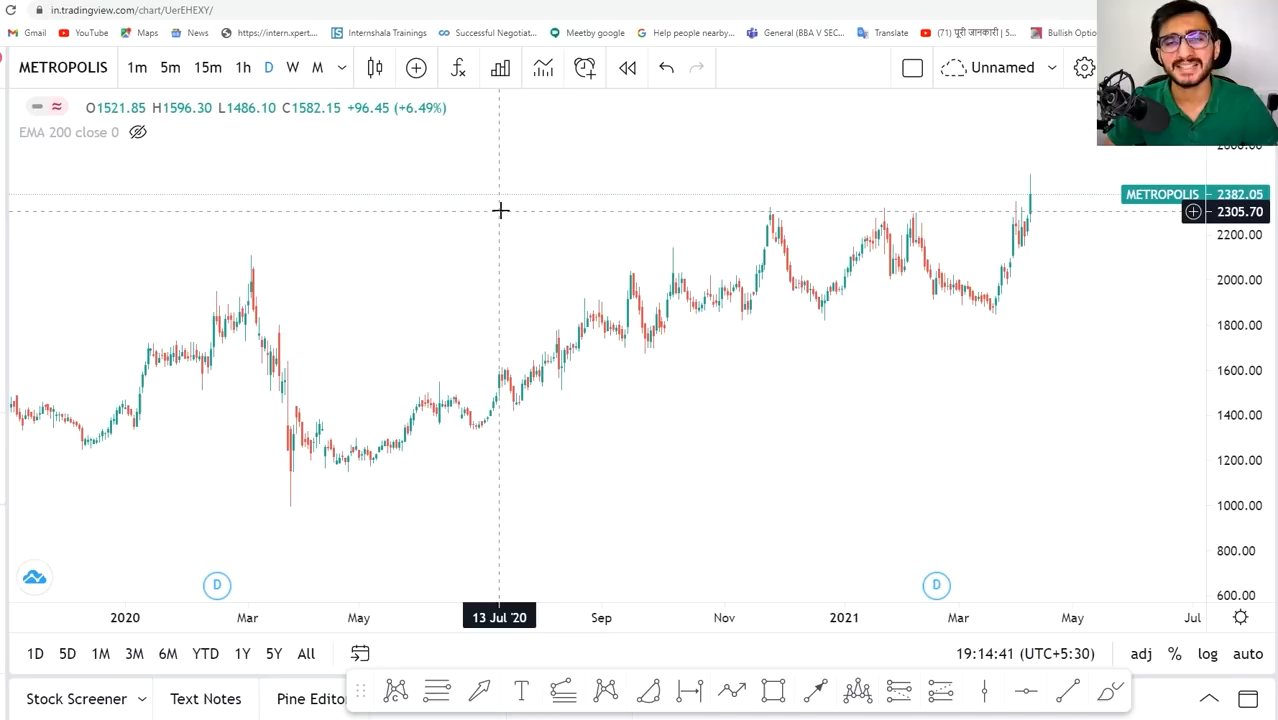 in.tradingview.com/chart/UerEHEXY/
Gmail YouTube Maps News https://intern.xpert.... Internshala Trainings Successful Negotiat... Meetby google Help people nearby... General (BBA V SEC... Translate (71) पूरी जानकारी | 5... Bullish Option
METROPOLIS 1m 5m 15m 1h D W M Unnamed
O1521.85 H1596.30 L1486.10 C1582.15 +96.45 (+6.49%)
EMA 200 close 0
METROPOLIS 2382.05
2305.70
2200.00
2000.00
1800.00
1600.00
1400.00
1200.00
1000.00
800.00
600.00
D D
2020 Mar May 13 Jul '20 Sep Nov 2021 Mar May Jul
1D 5D 1M 3M 6M YTD 1Y 5Y All 19:14:41 (UTC+5:30) adj % log auto
Stock Screener Text Notes Pine Edito